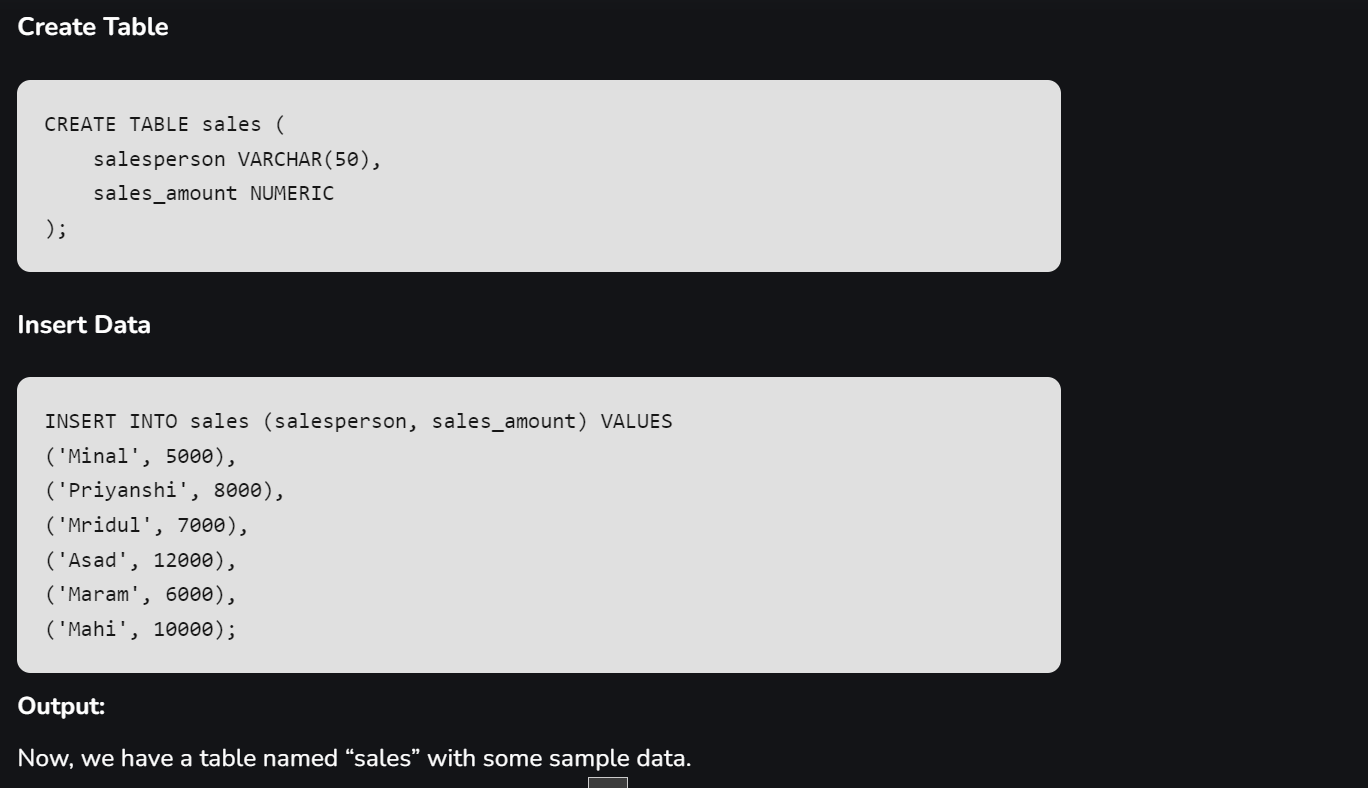 Create Table
CREATE TABLE sales (
    salesperson VARCHAR(50),
    sales_amount NUMERIC
);
Insert Data
INSERT INTO sales (salesperson, sales_amount) VALUES
('Minal', 5000),
('Priyanshi', 8000),
('Mridul', 7000),
('Asad', 12000),
('Maram', 6000),
('Mahi', 10000);
Output:
Now, we have a table named “sales” with some sample data.